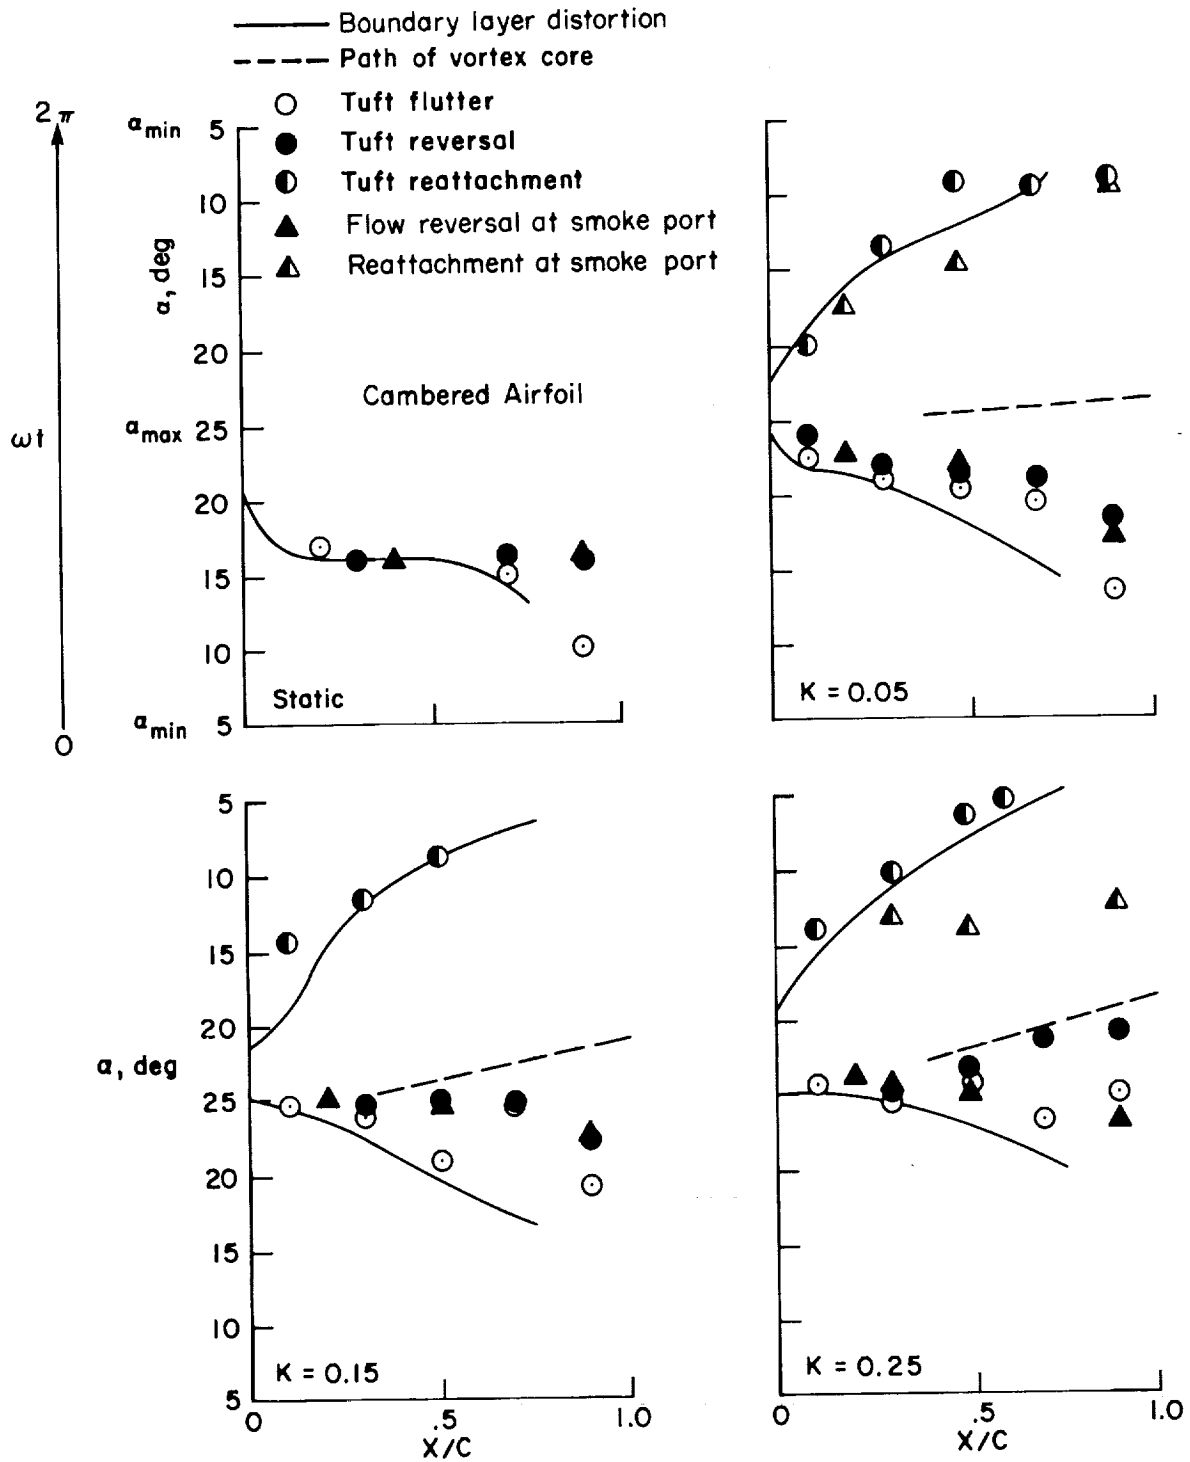 Boundary layer distortion
Path of vortex core
Tuft flutter
Tuft reversal
Tuft reattachment
Flow reversal at smoke port
Reattachment at smoke port
2π
αmin 5
10
15
20
αmax 25
20
15
10
αmin 5
α, deg
ωt
0
Cambered Airfoil
Static
K = 0.05
5
10
15
20
25
20
15
10
5
α, deg
K = 0.15
0 .5 1.0
X/C
K = 0.25
0 .5 1.0
X/C